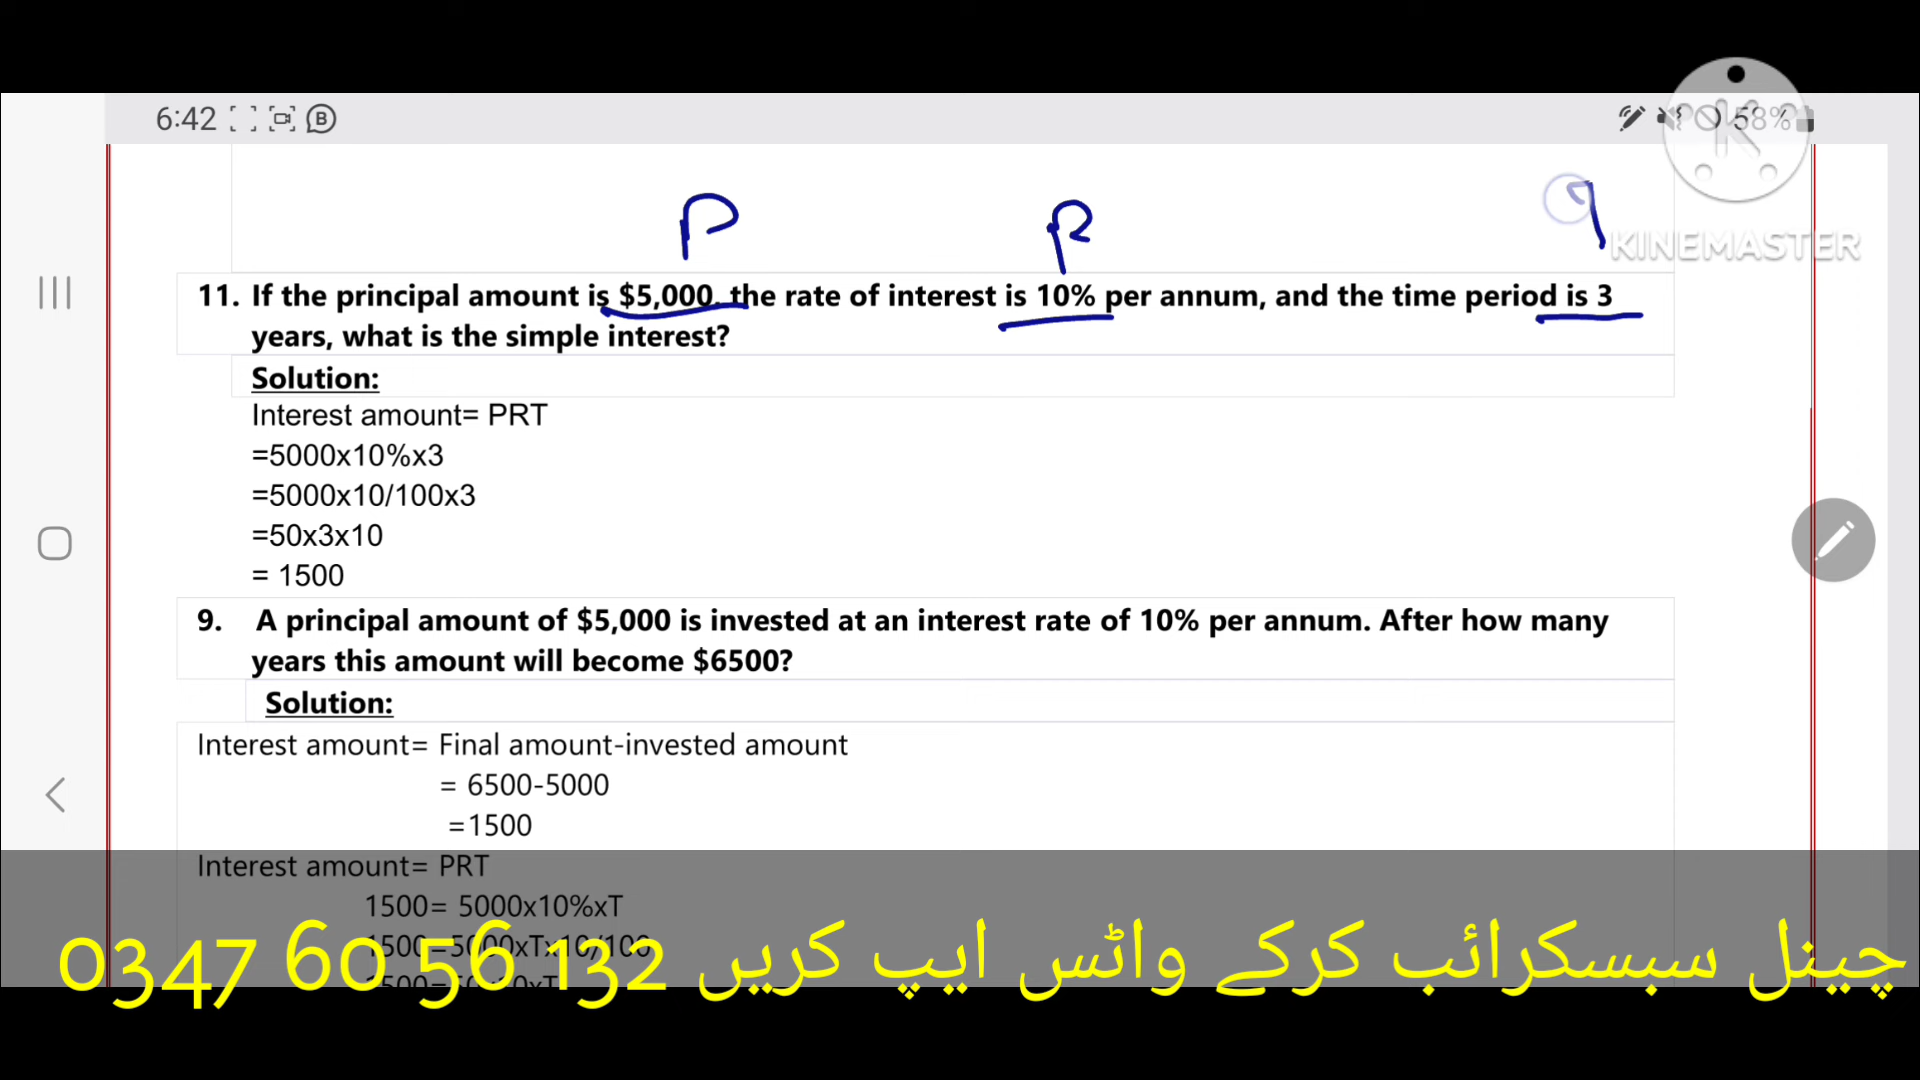 6:42
58%
P
R
KINEMASTER
11. If the principal amount is $5,000, the rate of interest is 10% per annum, and the time period is 3
years, what is the simple interest?
Solution:
Interest amount= PRT
=5000x10%x3
=5000x10/100x3
=50x3x10
= 1500
9. A principal amount of $5,000 is invested at an interest rate of 10% per annum. After how many
years this amount will become $6500?
Solution:
Interest amount= Final amount-invested amount
= 6500-5000
=1500
Interest amount= PRT
1500= 5000x10%xT
1500=5000xTx10/100
چینل سبسکرائب کرکے واٹس ایپ کریں 0347 60 56 132